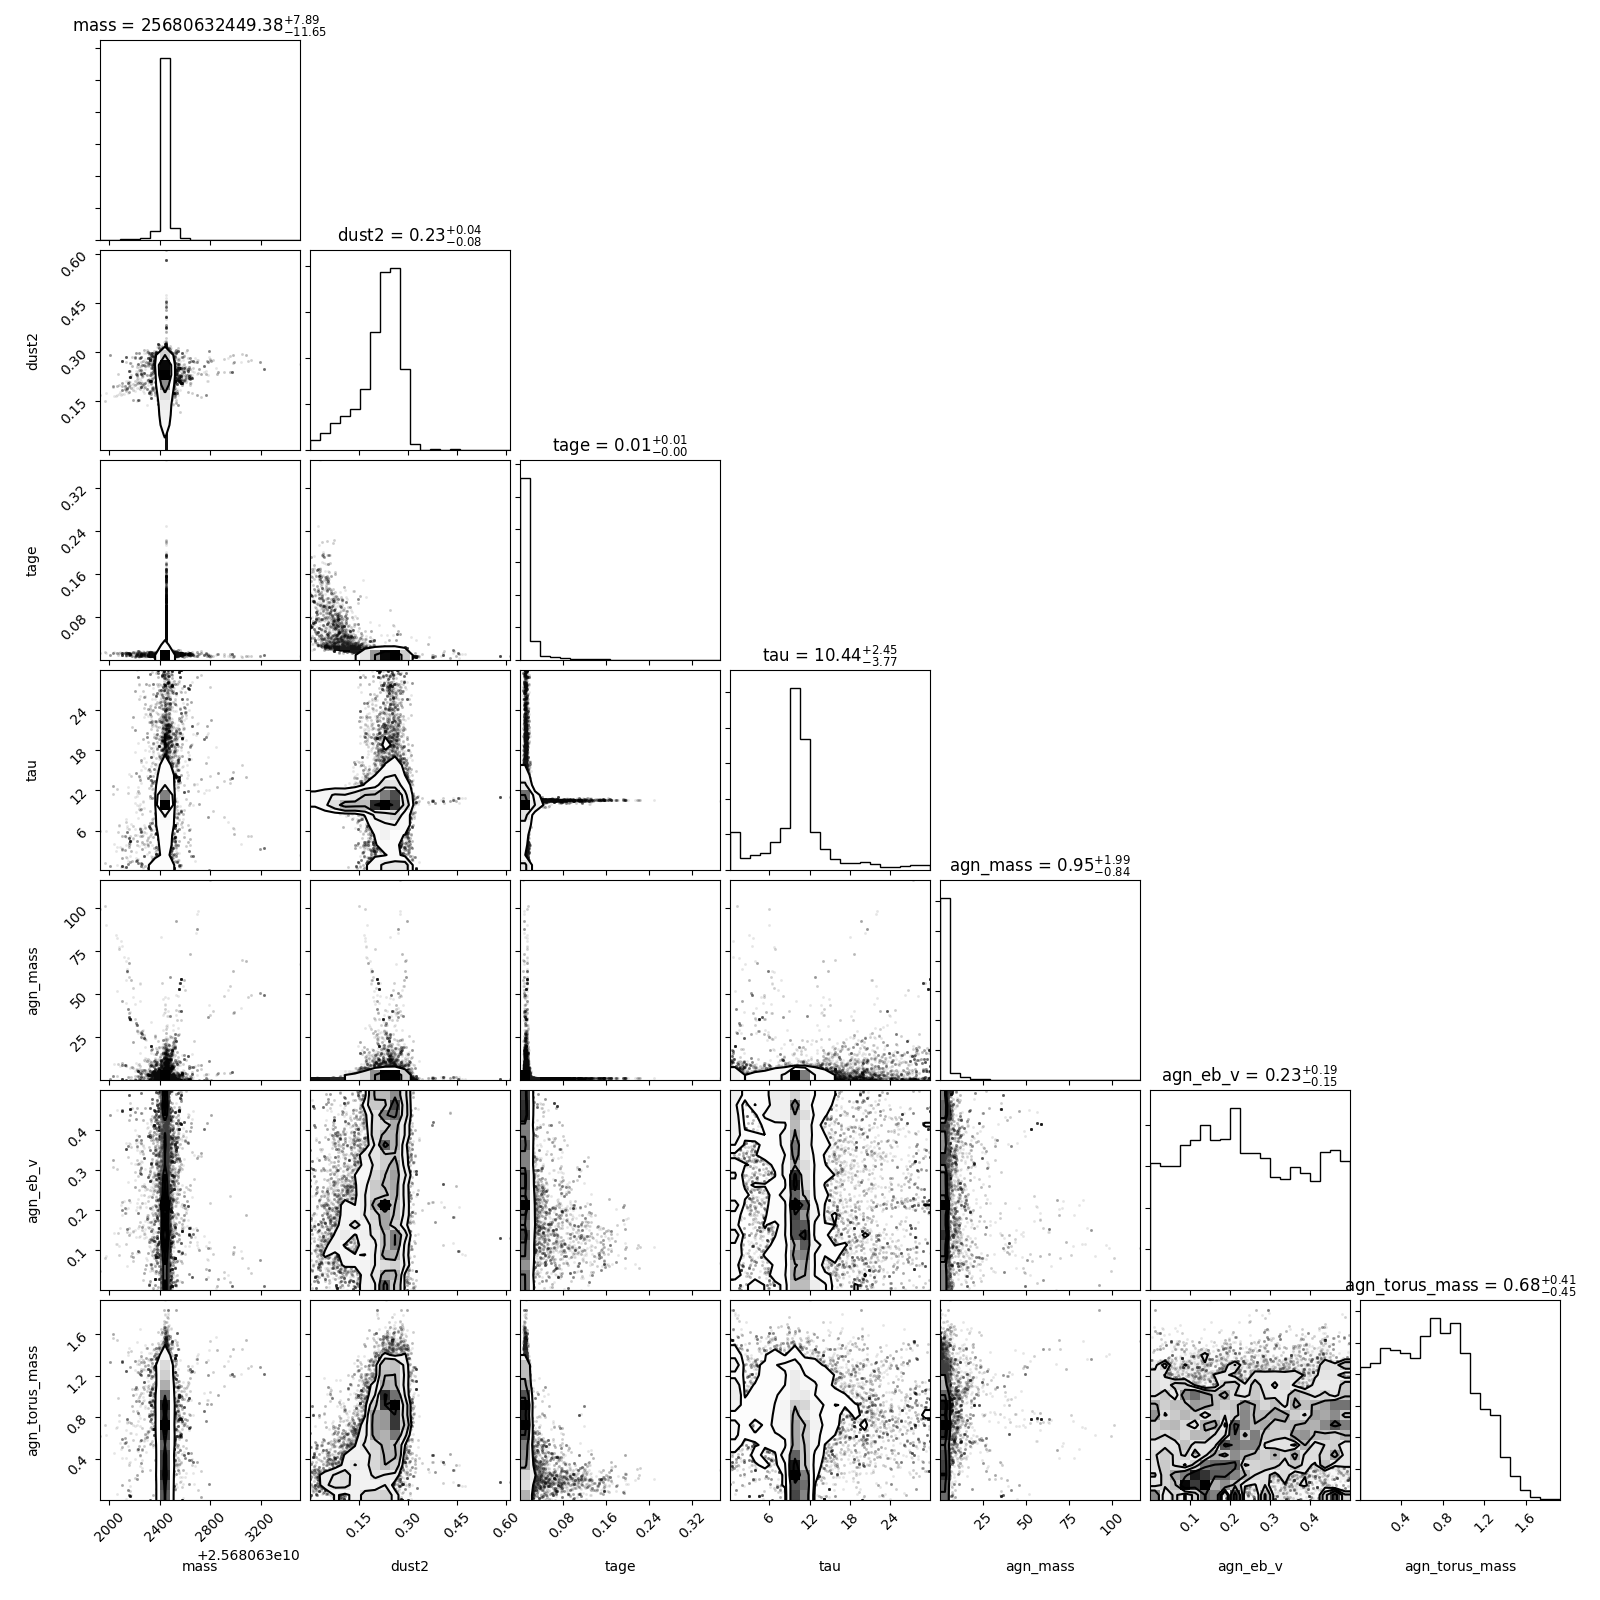 mass = 25680632449.38+7.89 −11.65
dust2 = 0.23+0.04 −0.08
0.60
0.45
0.30
0.15
dust2
tage = 0.01+0.01 −0.00
0.32
0.24
0.16
0.08
tage
tau = 10.44+2.45 −3.77
24
18
12
6
tau
agn_mass = 0.95+1.99 −0.84
100
75
50
25
agn_mass
agn_eb_v = 0.23+0.19 −0.15
0.4
0.3
0.2
0.1
agn_eb_v
agn_torus_mass = 0.68+0.41 −0.45
1.6
1.2
0.8
0.4
agn_torus_mass
2000 2400 2800 3200
+2.568063e10
mass
0.15 0.30 0.45 0.60
dust2
0.08 0.16 0.24 0.32
tage
6 12 18 24
tau
25 50 75 100
agn_mass
0.1 0.2 0.3 0.4
agn_eb_v
0.4 0.8 1.2 1.6
agn_torus_mass